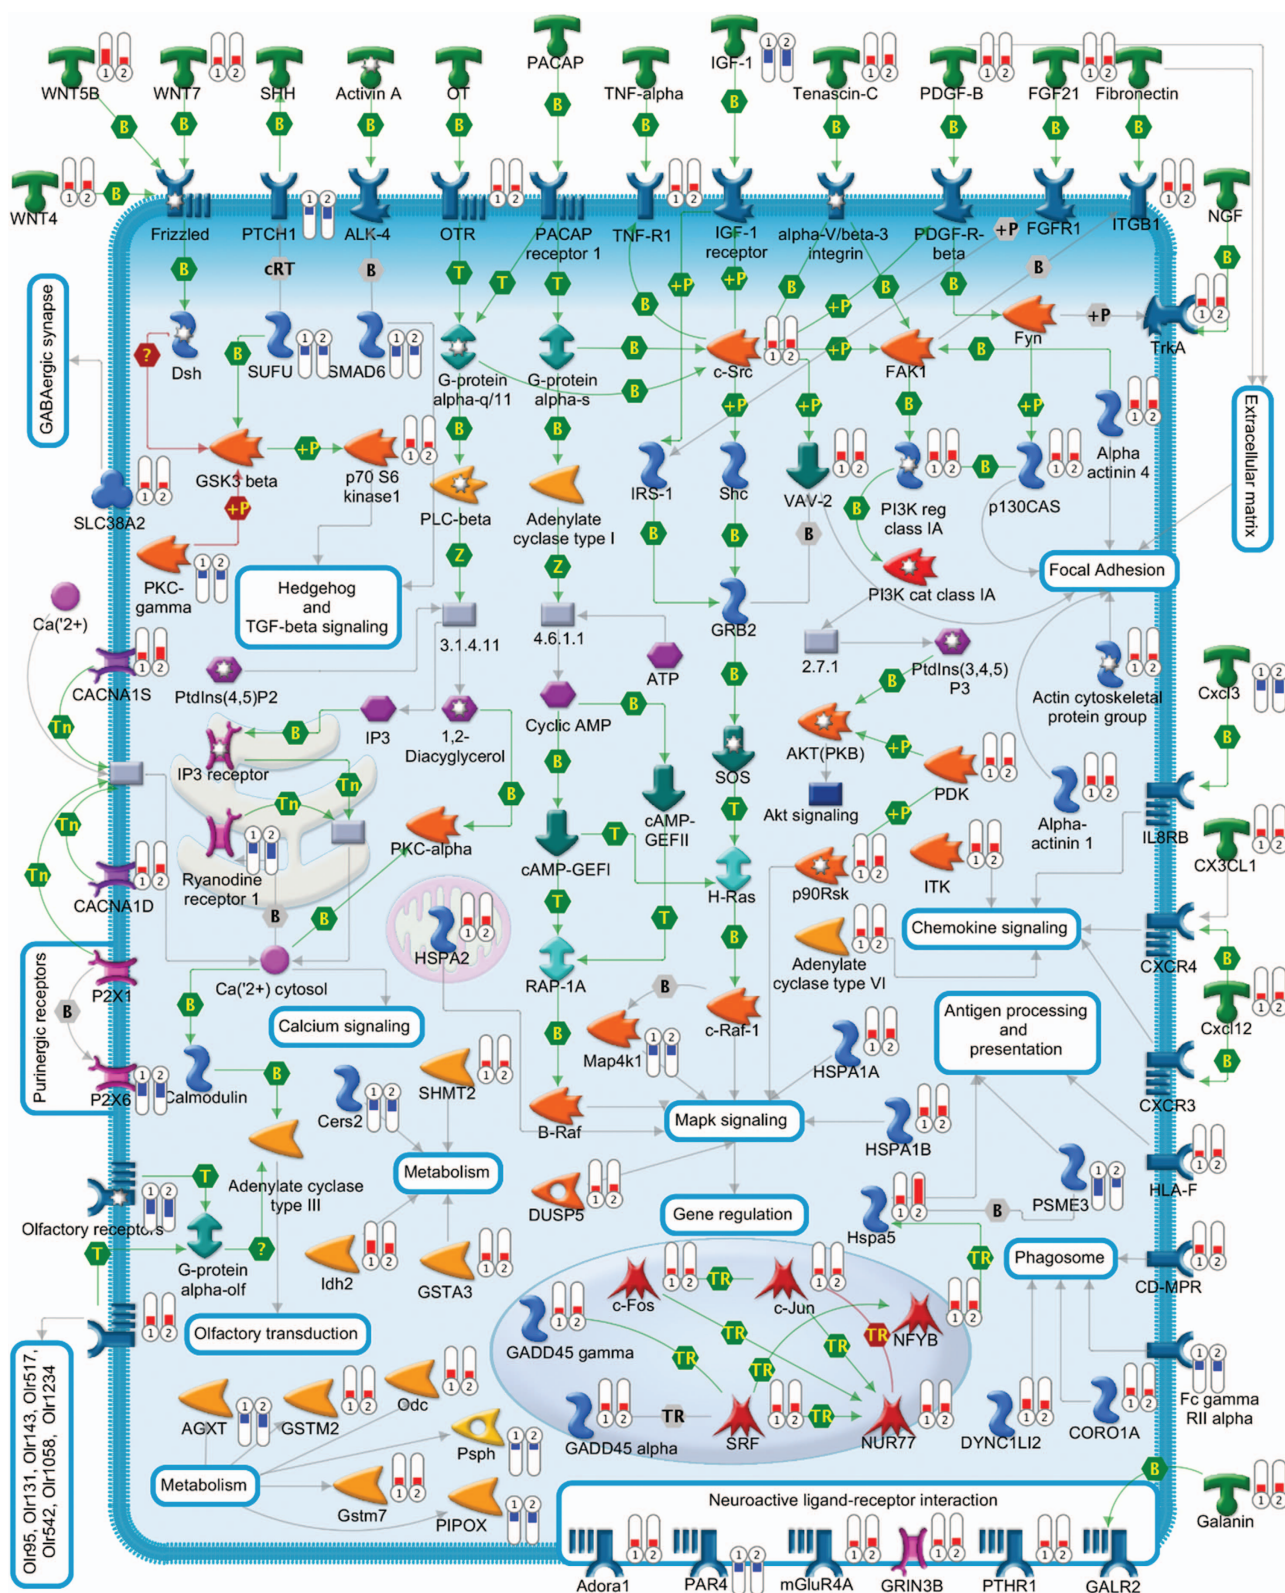 WNT5B
WNT7
SHH
Activin A
OT
PACAP
TNF-alpha
IGF-1
Tenascin-C
PDGF-B
FGF21
Fibronectin
WNT4
NGF
Frizzled
PTCH1
ALK-4
OTR
PACAP
receptor 1
TNF-R1
IGF-1
receptor
alpha-V/beta-3
integrin
PDGF-R-
beta
FGFR1
ITGB1
TrkA
GABAergic synapse
Dsh
SUFU
SMAD6
G-protein
alpha-q/11
G-protein
alpha-s
c-Src
FAK1
Fyn
Extracellular matrix
SLC38A2
GSK3 beta
p70 S6
kinase1
PLC-beta
Adenylate
cyclase type I
IRS-1
Shc
VAV-2
PI3K reg
class IA
p130CAS
Alpha
actinin 4
PKC-
gamma
Hedgehog
and
TGF-beta signaling
3.1.4.11
4.6.1.1
GRB2
PI3K cat class IA
Focal Adhesion
Ca('2+)
CACNA1S
PtdIns(4,5)P2
ATP
2.7.1
PtdIns(3,4,5)
P3
Actin cytoskeletal
protein group
Cxcl3
IP3 receptor
IP3
1,2-
Diacyglycerol
Cyclic AMP
SOS
AKT(PKB)
PDK
Akt signaling
Alpha-
actinin 1
IL8RB
CX3CL1
Ryanodine
receptor 1
PKC-alpha
cAMP-GEFI
cAMP-
GEFII
H-Ras
p90Rsk
ITK
CACNA1D
HSPA2
Chemokine signaling
CXCR4
Purinergic receptors
P2X1
P2X6
Ca('2+) cytosol
Calcium signaling
RAP-1A
c-Raf-1
Adenylate
cyclase type VI
Antigen processing
and
presentation
Cxcl12
CXCR3
Calmodulin
Cers2
SHMT2
Map4k1
B-Raf
HSPA1A
HSPA1B
Mapk signaling
Metabolism
Adenylate cyclase
type III
Olfactory receptors
G-protein
alpha-olf
Idh2
GSTA3
DUSP5
Gene regulation
Hspa5
PSME3
HLA-F
Phagosome
CD-MPR
Olfactory transduction
c-Fos
c-Jun
NFYB
GADD45 gamma
GADD45 alpha
SRF
NUR77
DYNC1LI2
CORO1A
Fc gamma
RII alpha
Olr95, Olr131, Olr143, Olr517,
Olr542, Olr1058, Olr1234
AGXT
GSTM2
Odc
Psph
Metabolism
Gstm7
PIPOX
Neuroactive ligand-receptor interaction
Adora1
PAR4
mGluR4A
GRIN3B
PTHR1
GALR2
Galanin